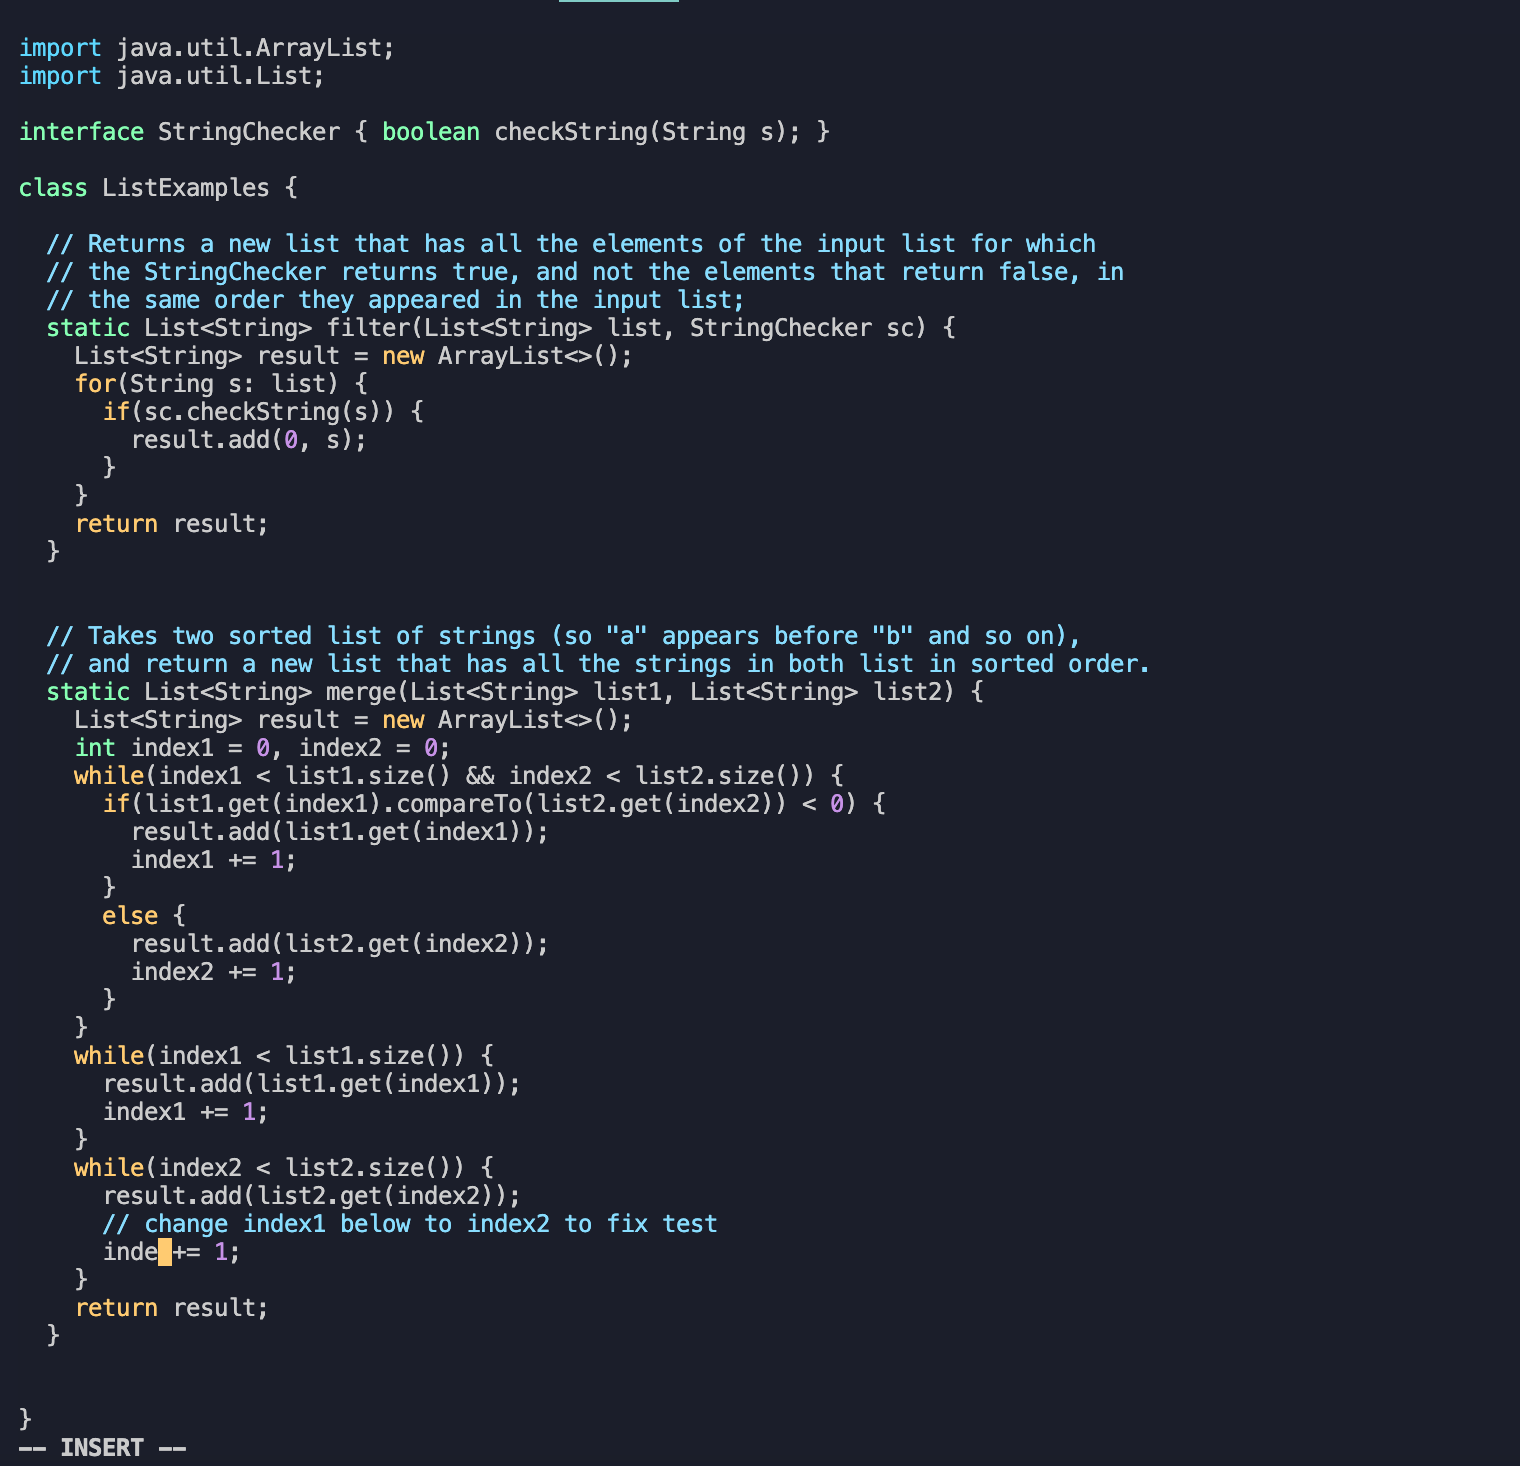 import java.util.ArrayList;
import java.util.List;
interface StringChecker { boolean checkString(String s); }
class ListExamples {
// Returns a new list that has all the elements of the input list for which
// the StringChecker returns true, and not the elements that return false, in
// the same order they appeared in the input list;
static List<String> filter(List<String> list, StringChecker sc) {
List<String> result = new ArrayList<>();
for(String s: list) {
if(sc.checkString(s)) {
result.add(0, s);
}
}
return result;
}
// Takes two sorted list of strings (so "a" appears before "b" and so on),
// and return a new list that has all the strings in both list in sorted order.
static List<String> merge(List<String> list1, List<String> list2) {
List<String> result = new ArrayList<>();
int index1 = 0, index2 = 0;
while(index1 < list1.size() && index2 < list2.size()) {
if(list1.get(index1).compareTo(list2.get(index2)) < 0) {
result.add(list1.get(index1));
index1 += 1;
}
else {
result.add(list2.get(index2));
index2 += 1;
}
}
while(index1 < list1.size()) {
result.add(list1.get(index1));
index1 += 1;
}
while(index2 < list2.size()) {
result.add(list2.get(index2));
// change index1 below to index2 to fix test
inde += 1;
}
return result;
}
}
-- INSERT --